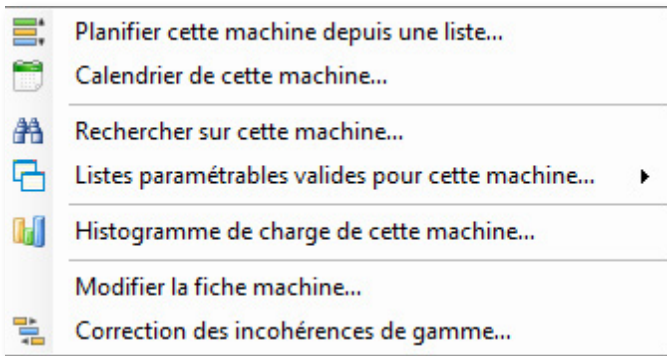 Planifier cette machine depuis une liste...
Calendrier de cette machine...
Rechercher sur cette machine...
Listes paramétrables valides pour cette machine...
Histogramme de charge de cette machine...
Modifier la fiche machine...
Correction des incohérences de gamme...